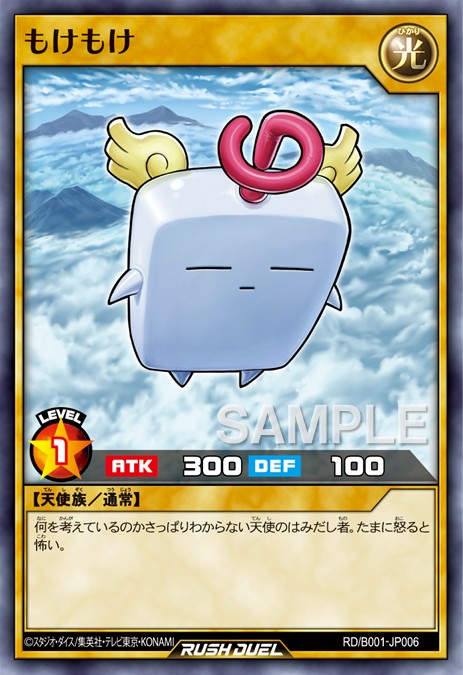 もけもけ
ひかり
光
SAMPLE
LEVEL
1
ATK 300 DEF 100
【天使族／通常】
何を考えているのかさっぱりわからない天使のはみだし者。たまに怒ると
怖い。
©スタジオ・ダイス/集英社・テレビ東京・KONAMI
RUSH DUEL
RD/B001-JP006